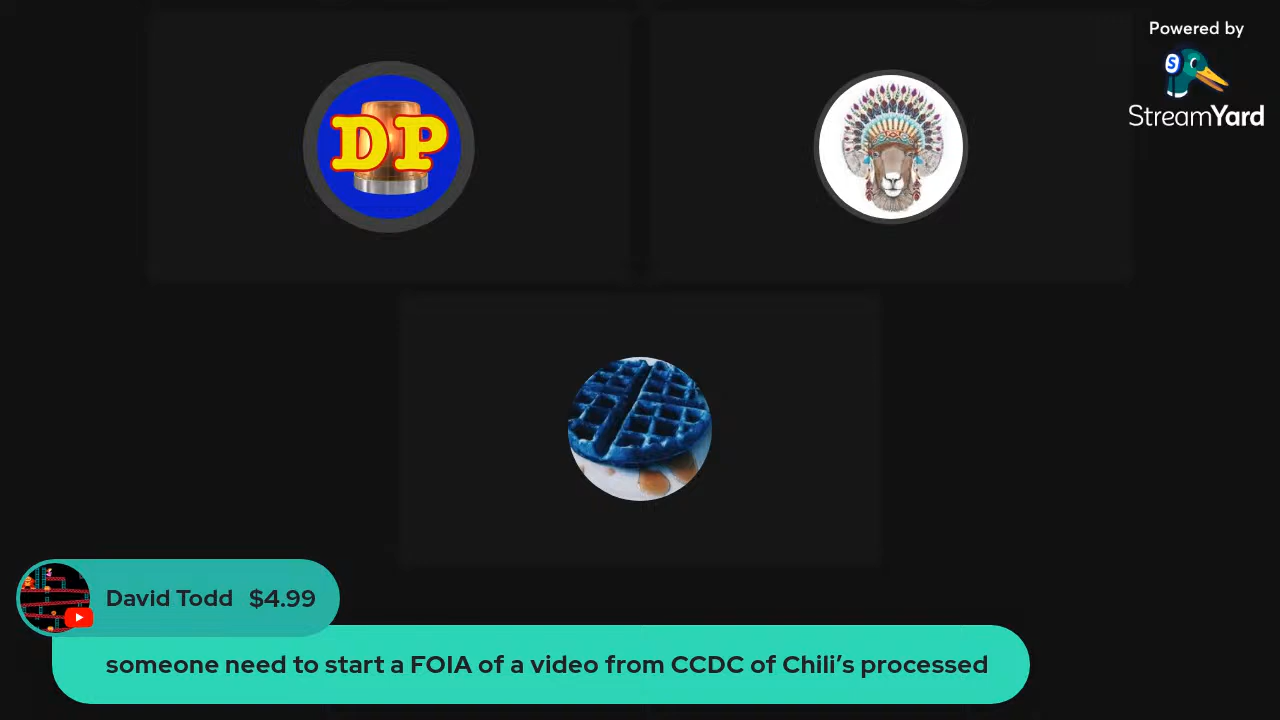 Powered by
S
StreamYard
DP
David Todd $4.99
someone need to start a FOIA of a video from CCDC of Chili’s processed